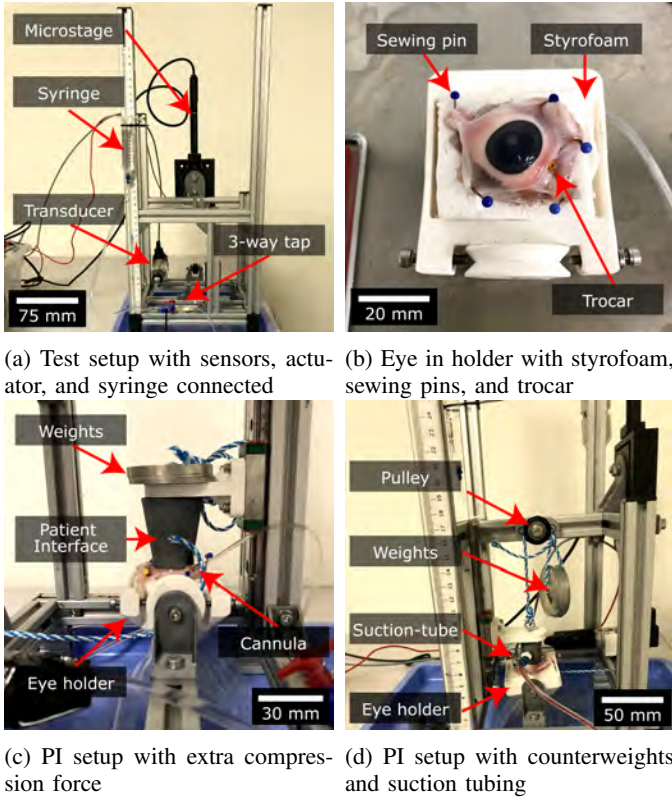 Microstage
Syringe
Transducer
3-way tap
75 mm
Sewing pin
Styrofoam
Trocar
20 mm
(a) Test setup with sensors, actu-
ator, and syringe connected
(b) Eye in holder with styrofoam,
sewing pins, and trocar
Weights
Patient
Interface
Cannula
Eye holder
30 mm
Pulley
Weights
Suction-tube
Eye holder
50 mm
(c) PI setup with extra compres-
sion force
(d) PI setup with counterweights
and suction tubing